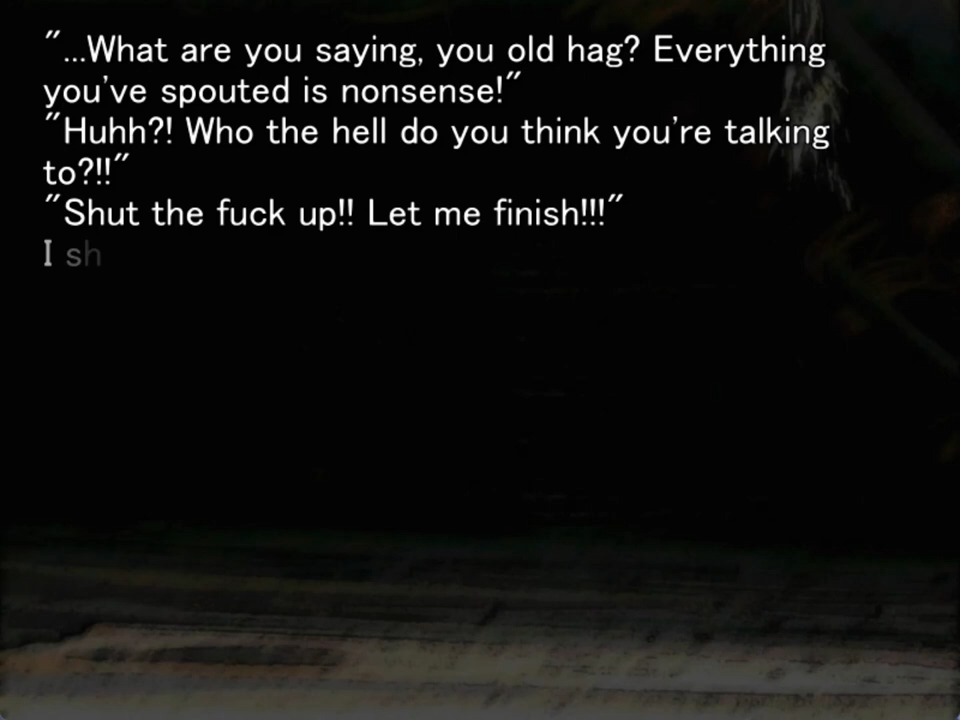 "...What are you saying, you old hag? Everything
you've spouted is nonsense!"
"Huhh?! Who the hell do you think you're talking
to?!!"
"Shut the fuck up!! Let me finish!!!"
I sh